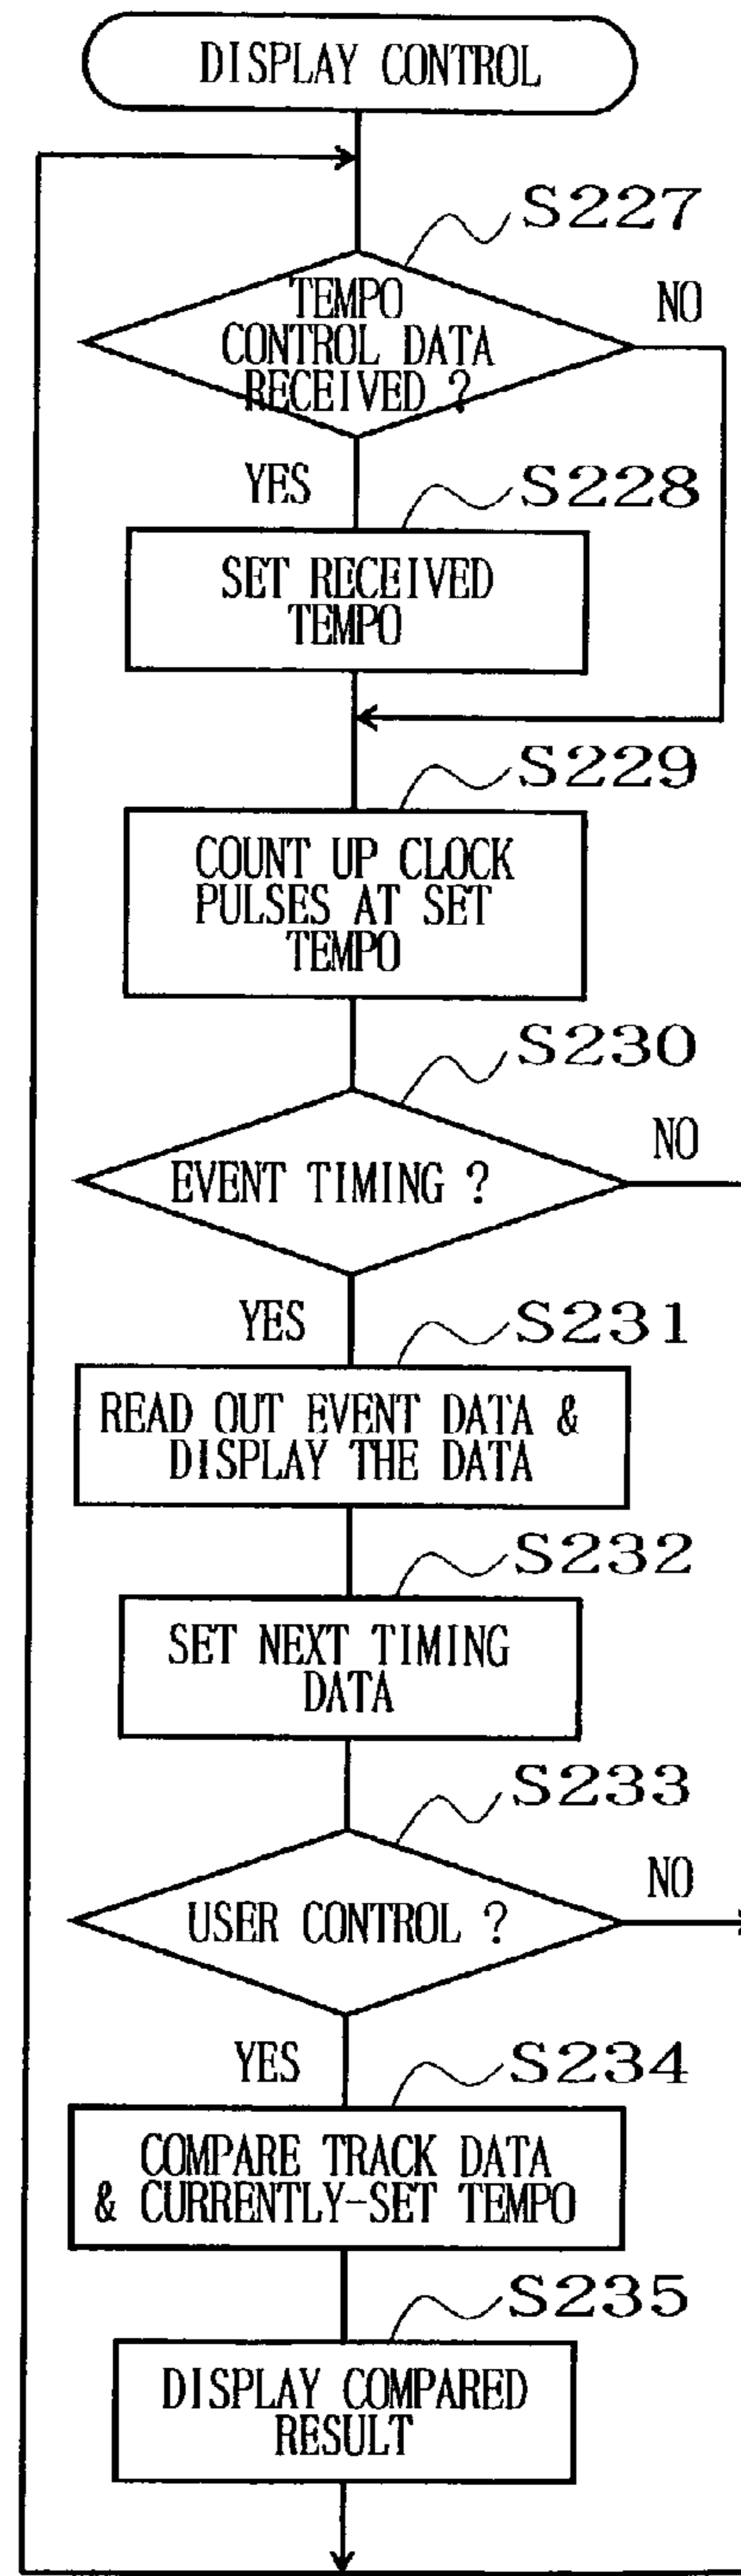 DISPLAY CONTROL
S227
TEMPO
CONTROL DATA
RECEIVED ?
NO
YES
S228
SET RECEIVED
TEMPO
S229
COUNT UP CLOCK
PULSES AT SET
TEMPO
S230
EVENT TIMING ?
NO
YES
S231
READ OUT EVENT DATA &
DISPLAY THE DATA
S232
SET NEXT TIMING
DATA
S233
USER CONTROL ?
NO
YES
S234
COMPARE TRACK DATA
& CURRENTLY-SET TEMPO
S235
DISPLAY COMPARED
RESULT